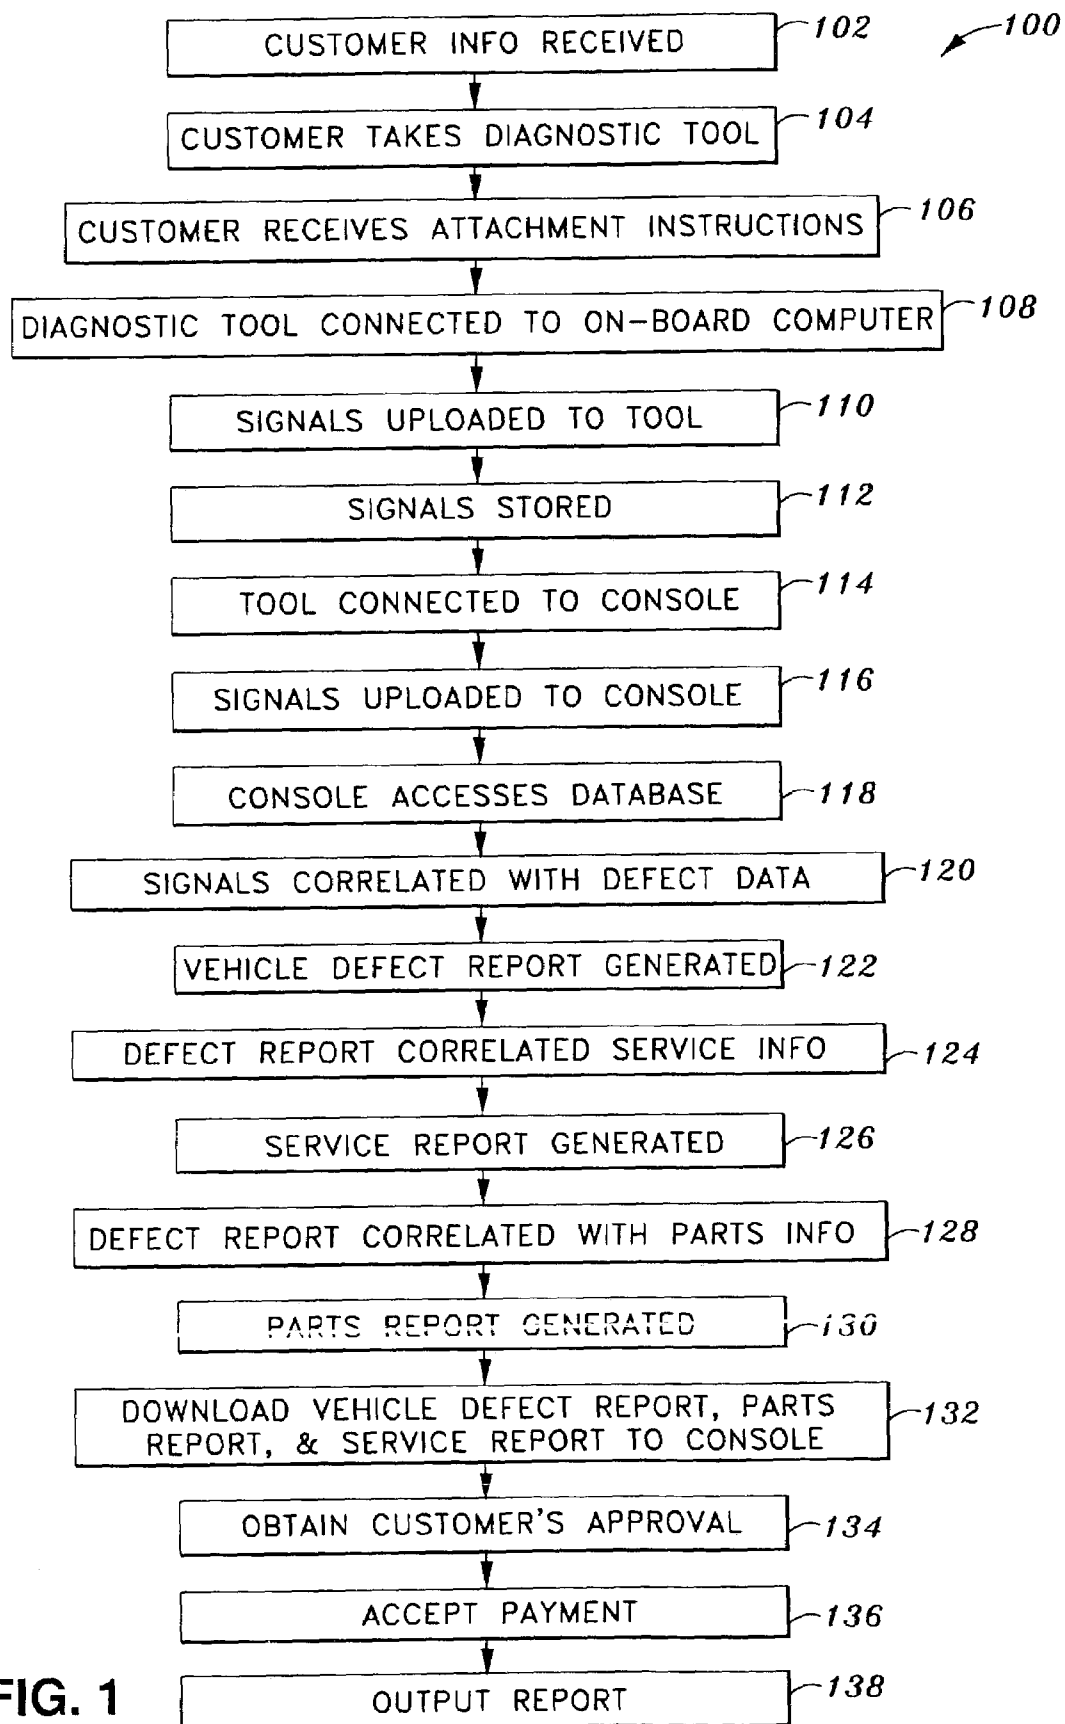 CUSTOMER INFO RECEIVED 102
100
CUSTOMER TAKES DIAGNOSTIC TOOL 104
CUSTOMER RECEIVES ATTACHMENT INSTRUCTIONS 106
DIAGNOSTIC TOOL CONNECTED TO ON-BOARD COMPUTER 108
SIGNALS UPLOADED TO TOOL 110
SIGNALS STORED 112
TOOL CONNECTED TO CONSOLE 114
SIGNALS UPLOADED TO CONSOLE 116
CONSOLE ACCESSES DATABASE 118
SIGNALS CORRELATED WITH DEFECT DATA 120
VEHICLE DEFECT REPORT GENERATED 122
DEFECT REPORT CORRELATED SERVICE INFO 124
SERVICE REPORT GENERATED 126
DEFECT REPORT CORRELATED WITH PARTS INFO 128
PARTS REPORT GENERATED 130
DOWNLOAD VEHICLE DEFECT REPORT, PARTS
REPORT, & SERVICE REPORT TO CONSOLE 132
OBTAIN CUSTOMER'S APPROVAL 134
ACCEPT PAYMENT 136
OUTPUT REPORT 138
FIG. 1